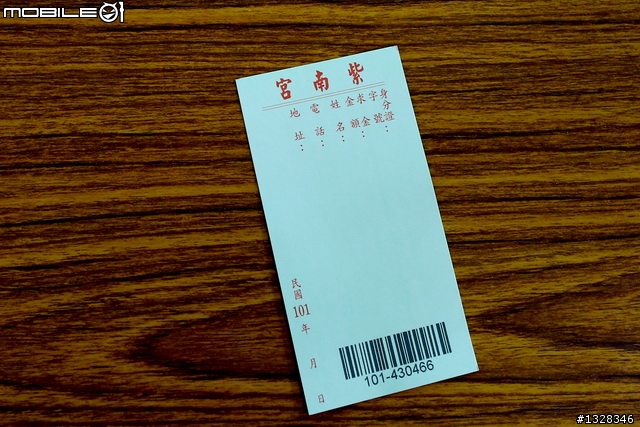 MOBILE01
紫南宮
身分證字號：
求金金額：
姓名：
電話：
地址：
民國101年 月 日
101-430466
#1328346